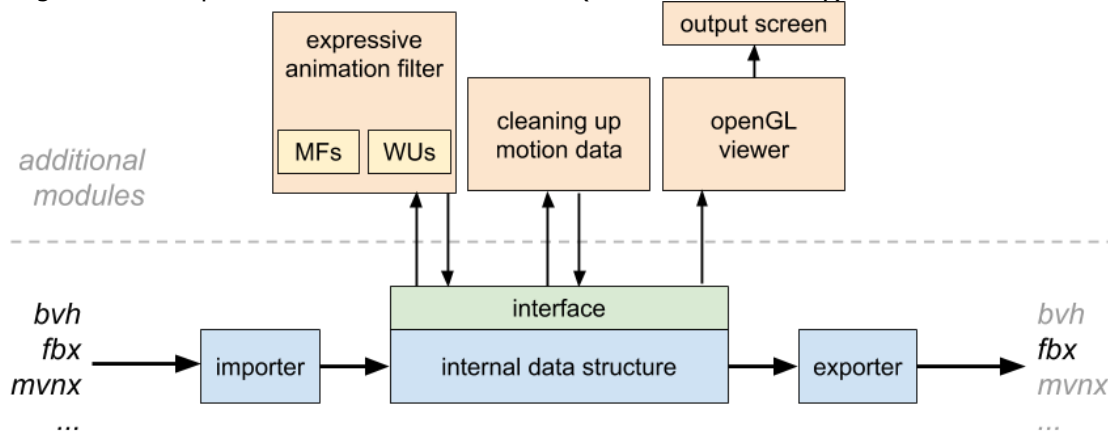 output screen
expressive
animation filter
MFs
WUs
cleaning up
motion data
openGL
viewer
additional
modules
interface
bvh
fbx
mvnx
...
importer
internal data structure
exporter
bvh
fbx
mvnx
...